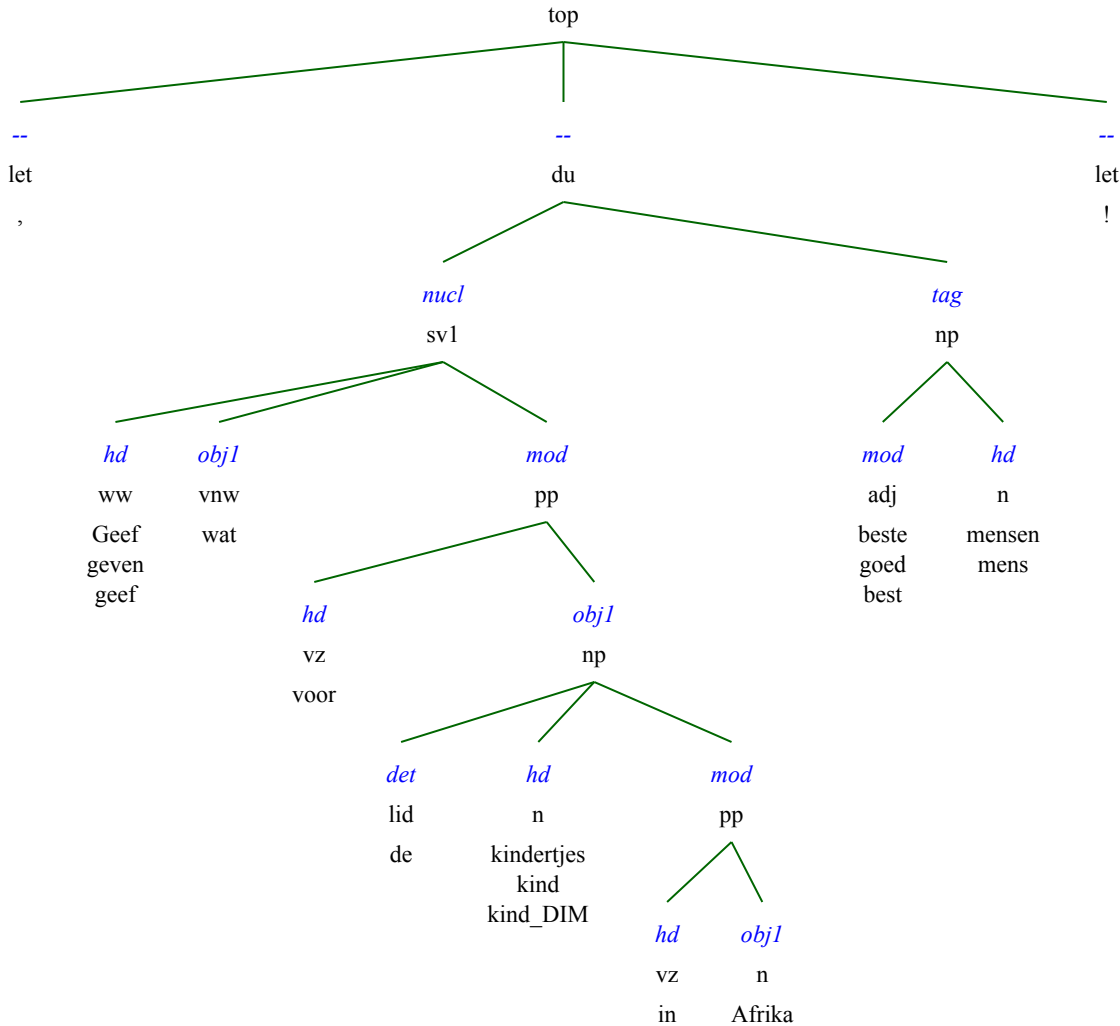 top
-- -- --
let du let
, !
nucl tag
sv1 np
hd obj1 mod mod hd
ww vnw pp adj n
Geef wat beste mensen
geven goed mens
geef best
hd obj1
vz np
voor
det hd mod
lid n pp
de kindertjes
kind
kind_DIM
hd obj1
vz n
in Afrika